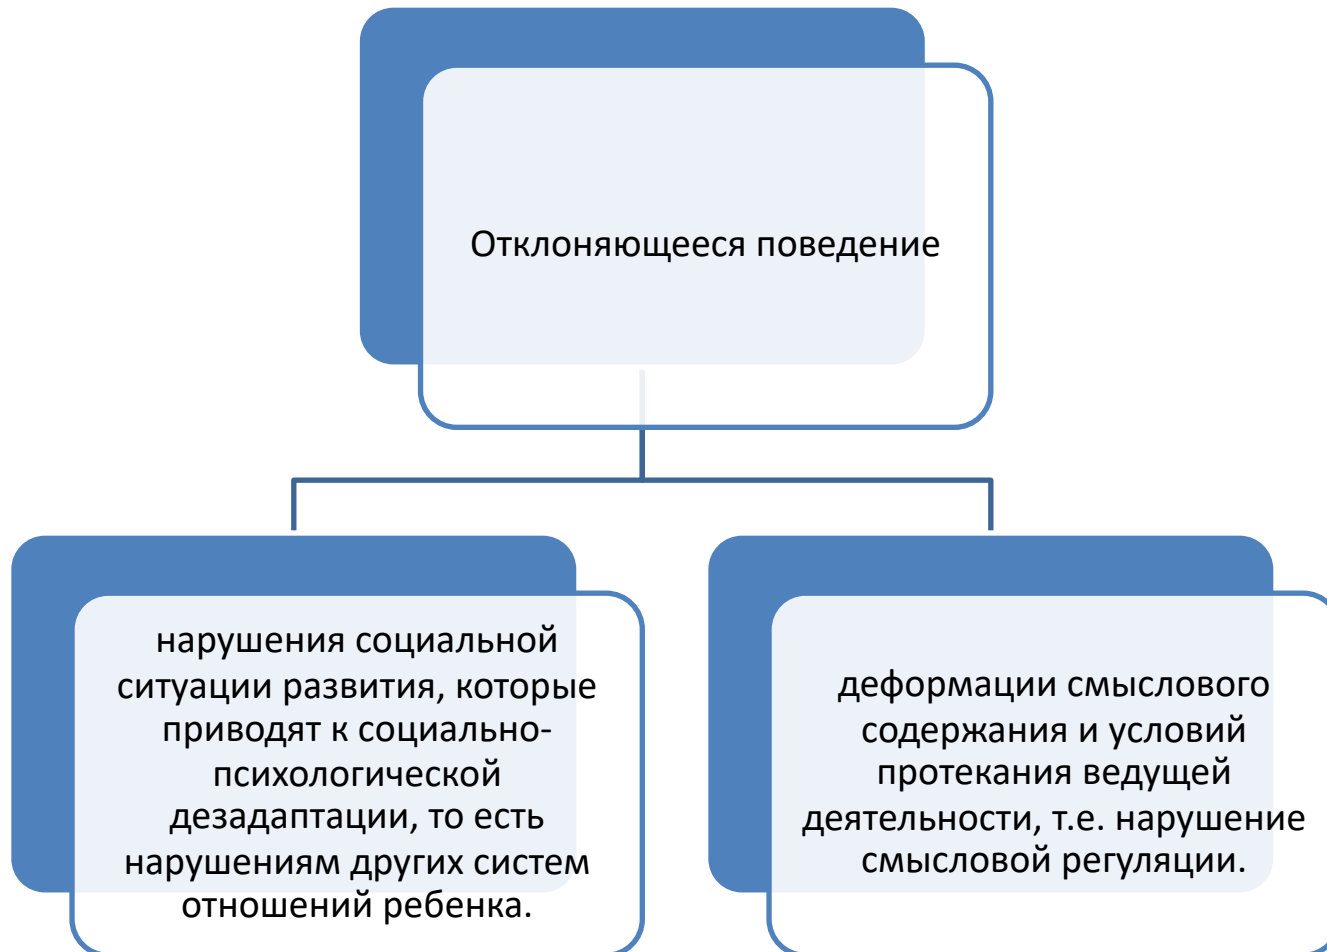 Отклоняющееся поведение
нарушения социальной
ситуации развития, которые
приводят к социально-
психологической
дезадаптации, то есть
нарушениям других систем
отношений ребенка.
деформации смыслового
содержания и условий
протекания ведущей
деятельности, т.е. нарушение
смысловой регуляции.